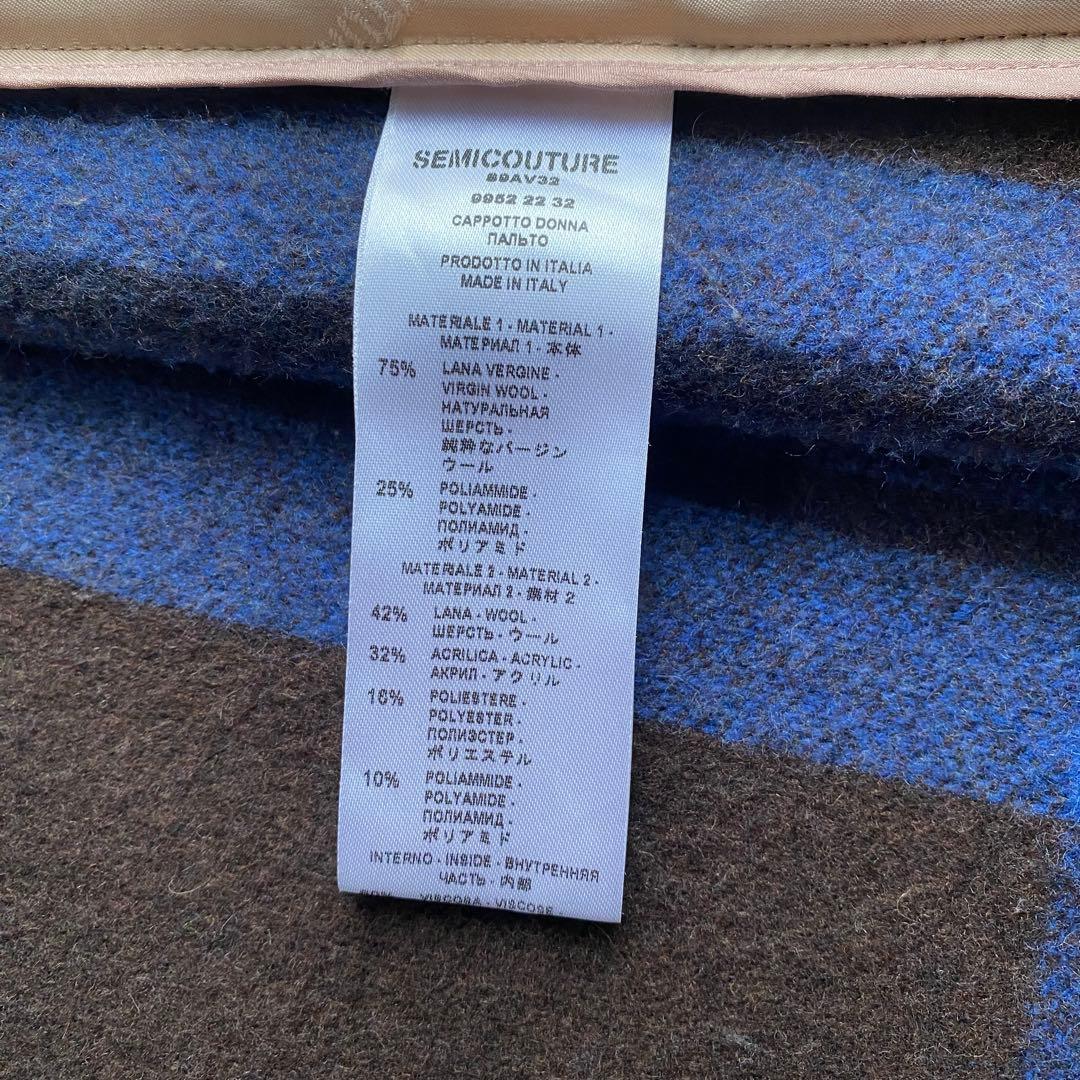 SEMICOUTURE
S9AV32
9952 22 32
CAPPOTTO DONNA
ПАЛЬТО
PRODOTTO IN ITALIA
MADE IN ITALY
MATERIALE 1 - MATERIAL 1 -
МАТЕРИАЛ 1 - 本体
75% LANA VERGINE -
VIRGIN WOOL -
НАТУРАЛЬНАЯ
ШЕРСТЬ -
純粋なバージン
ウール
25% POLIAMMIDE -
POLYAMIDE -
ПОЛИАМИД -
ポリアミド
MATERIALE 2 - MATERIAL 2 -
МАТЕРИАЛ 2 - 素材 2
42% LANA - WOOL -
ШЕРСТЬ - ウール
32% ACRILICA - ACRYLIC -
АКРИЛ - アクリル
16% POLIESTERE -
POLYESTER -
ПОЛИЭСТЕР -
ポリエステル
10% POLIAMMIDE -
POLYAMIDE -
ПОЛИАМИД -
ポリアミド
INTERNO - INSIDE - ВНУТРЕННЯЯ
ЧАСТЬ - 内部
VISCOSA - VISCOSE -